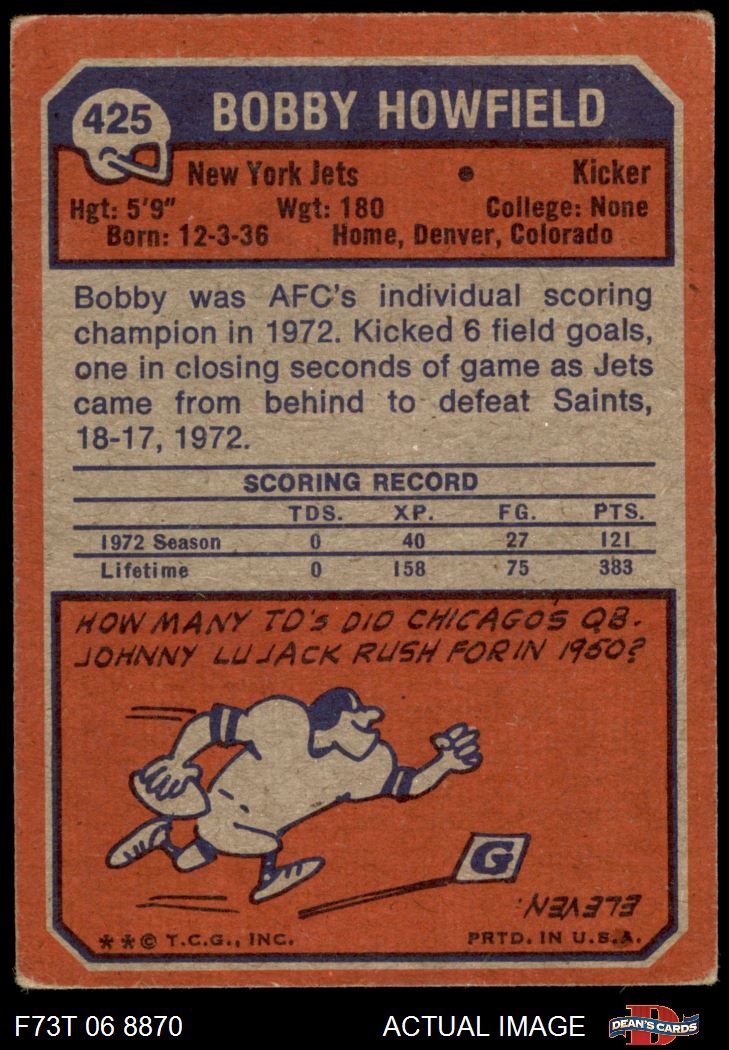 425
BOBBY HOWFIELD
New York Jets • Kicker
Hgt: 5'9" Wgt: 180 College: None
Born: 12-3-36 Home, Denver, Colorado
Bobby was AFC's individual scoring
champion in 1972. Kicked 6 field goals,
one in closing seconds of game as Jets
came from behind to defeat Saints,
18-17, 1972.
SCORING RECORD
TDS. XP. FG. PTS.
1972 Season 0 40 27 121
Lifetime 0 158 75 383
HOW MANY TD's DID CHICAGO'S QB.
JOHNNY LUJACK RUSH FOR IN 1950?
G
ELEVEN.
**© T.C.G., INC. PRTD. IN U.S.A.
F73T 06 8870 ACTUAL IMAGE
D
DEAN'S CARDS